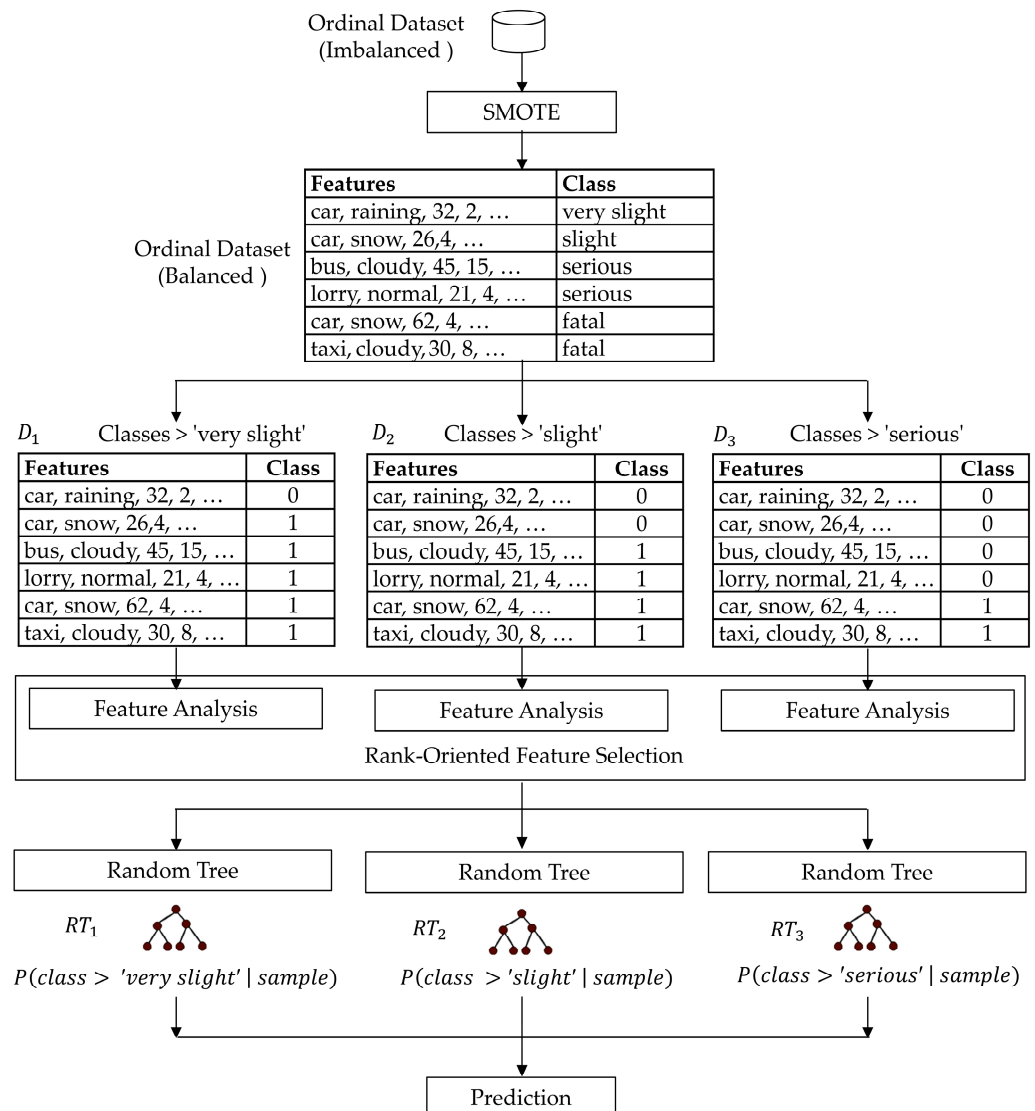 Ordinal Dataset
(Imbalanced )
SMOTE
Features Class
car, raining, 32, 2, … very slight
car, snow, 26,4, … slight
bus, cloudy, 45, 15, … serious
lorry, normal, 21, 4, … serious
car, snow, 62, 4, … fatal
taxi, cloudy, 30, 8, … fatal
Ordinal Dataset
(Balanced )
D₁ Classes > 'very slight'
Features Class
car, raining, 32, 2, … 0
car, snow, 26,4, … 1
bus, cloudy, 45, 15, … 1
lorry, normal, 21, 4, … 1
car, snow, 62, 4, … 1
taxi, cloudy, 30, 8, … 1
D₂ Classes > 'slight'
Features Class
car, raining, 32, 2, … 0
car, snow, 26,4, … 0
bus, cloudy, 45, 15, … 1
lorry, normal, 21, 4, … 1
car, snow, 62, 4, … 1
taxi, cloudy, 30, 8, … 1
D₃ Classes > 'serious'
Features Class
car, raining, 32, 2, … 0
car, snow, 26,4, … 0
bus, cloudy, 45, 15, … 0
lorry, normal, 21, 4, … 0
car, snow, 62, 4, … 1
taxi, cloudy, 30, 8, … 1
Feature Analysis
Feature Analysis
Feature Analysis
Rank-Oriented Feature Selection
Random Tree
Random Tree
Random Tree
RT₁
RT₂
RT₃
P(class > 'very slight' | sample)
P(class > 'slight' | sample)
P(class > 'serious' | sample)
Prediction